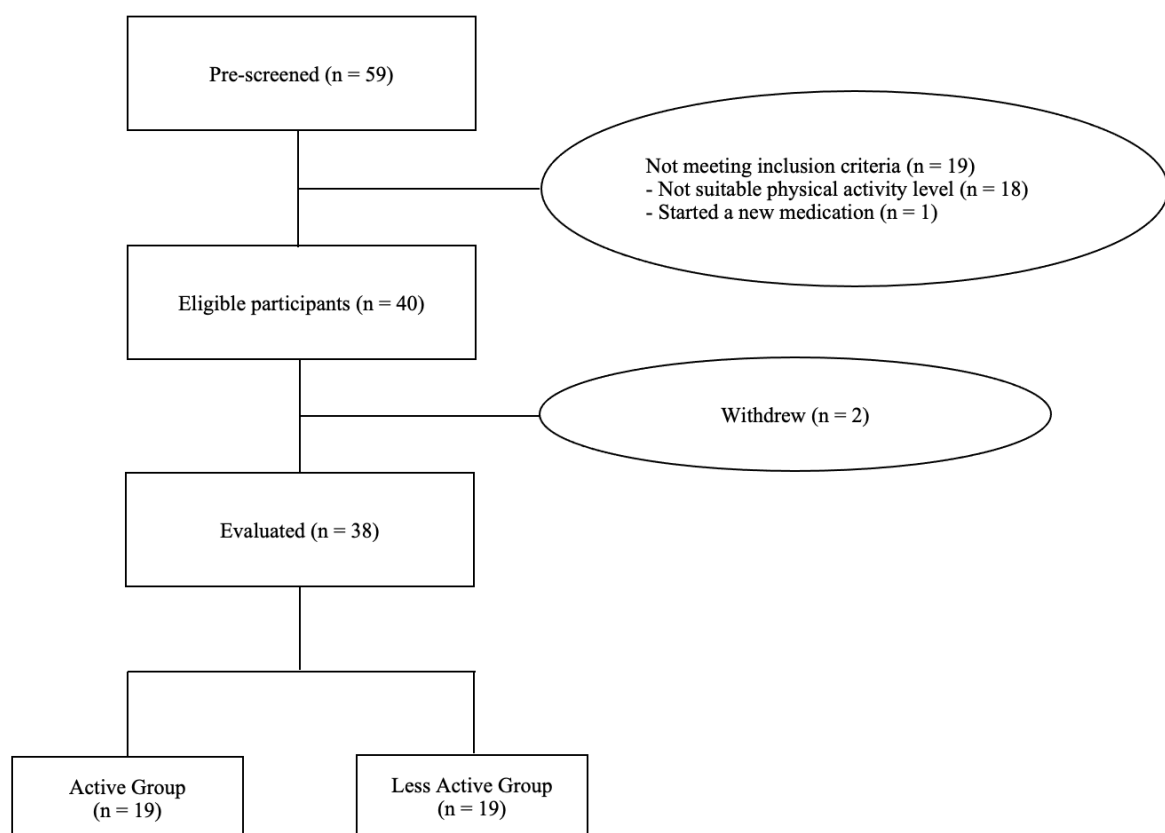 Pre-screened (n = 59)
Not meeting inclusion criteria (n = 19)
- Not suitable physical activity level (n = 18)
- Started a new medication (n = 1)
Eligible participants (n = 40)
Withdrew (n = 2)
Evaluated (n = 38)
Active Group
(n = 19)
Less Active Group
(n = 19)